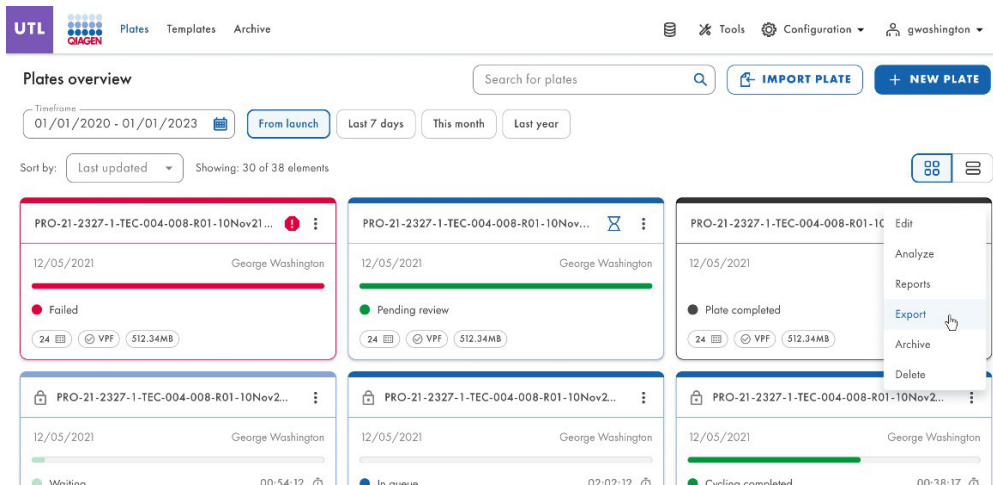 UTL QIAGEN Plates Templates Archive Tools Configuration gwashington
Plates overview Search for plates IMPORT PLATE + NEW PLATE
Timeframe
01/01/2020 - 01/01/2023 From launch Last 7 days This month Last year
Sort by: Last updated Showing: 30 of 38 elements
PRO-21-2327-1-TEC-004-008-R01-10Nov21...
12/05/2021 George Washington
Failed
24 VPF 512.34MB
PRO-21-2327-1-TEC-004-008-R01-10Nov...
12/05/2021 George Washington
Pending review
24 VPF 512.34MB
PRO-21-2327-1-TEC-004-008-R01-10
12/05/2021
Plate completed
24 VPF 512.34MB
Edit
Analyze
Reports
Export
Archive
Delete
PRO-21-2327-1-TEC-004-008-R01-10Nov2...
12/05/2021 George Washington
Waiting 00:54:12
PRO-21-2327-1-TEC-004-008-R01-10Nov2...
12/05/2021 George Washington
In queue 02:02:12
PRO-21-2327-1-TEC-004-008-R01-10Nov2...
12/05/2021 George Washington
Cycling completed 00:38:17